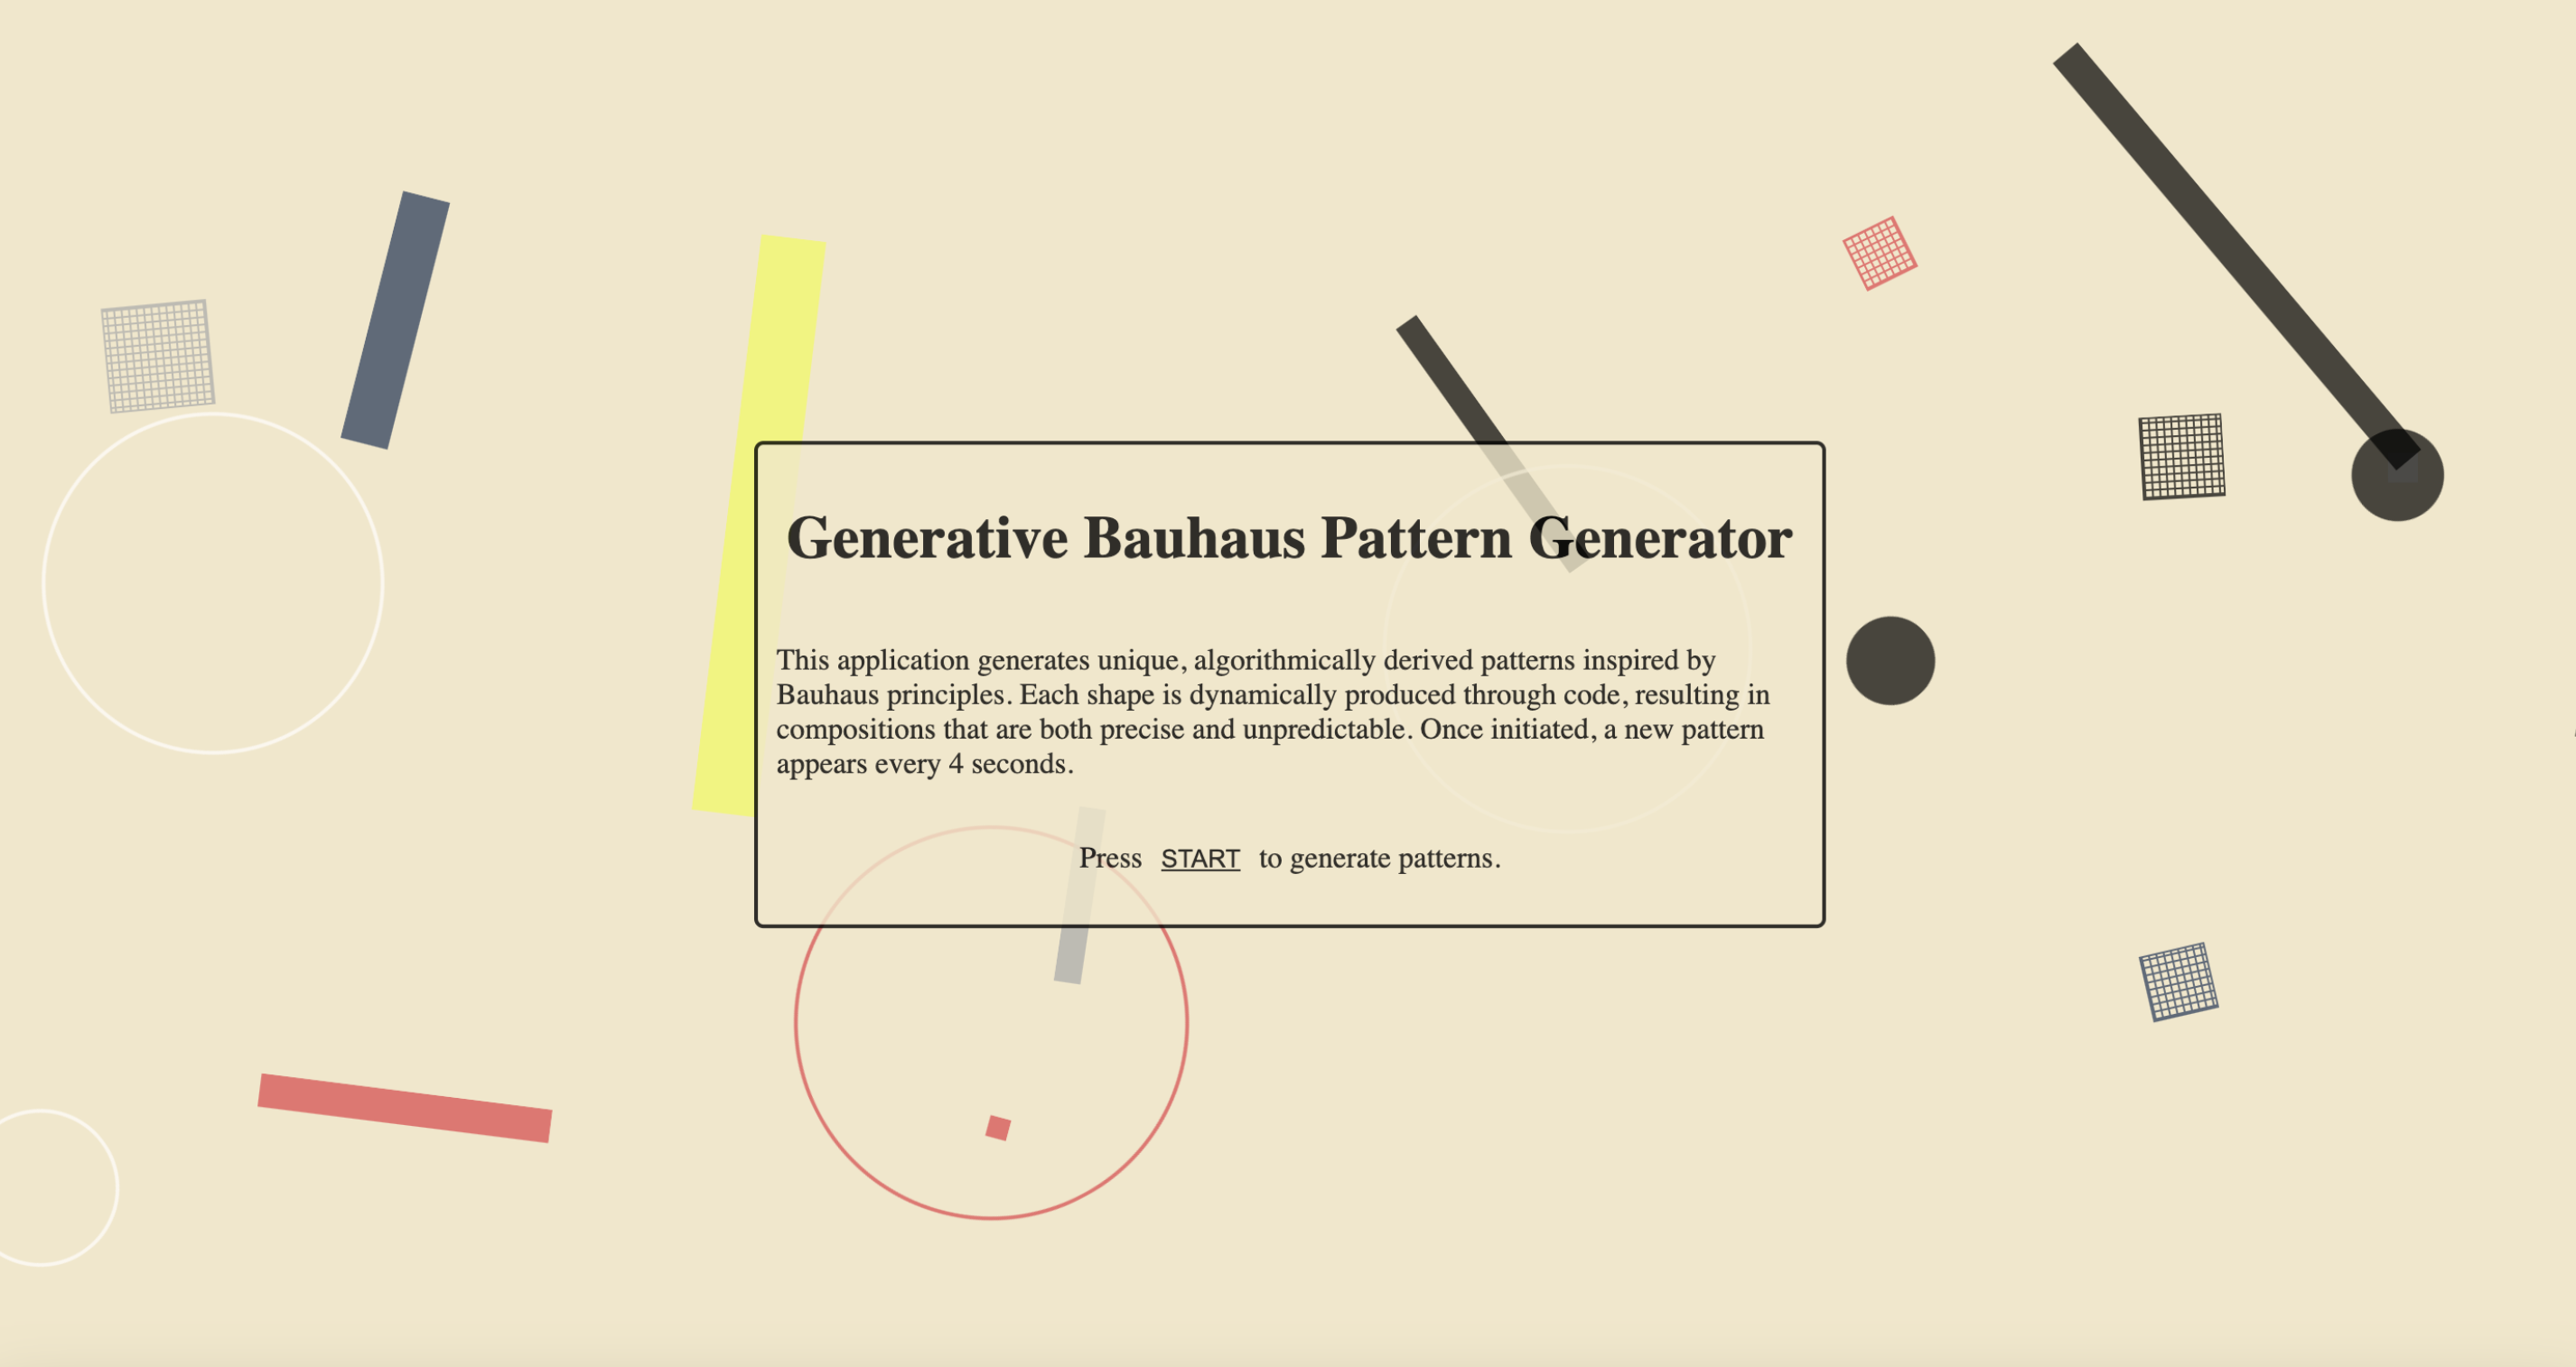 Generative Bauhaus Pattern Generator
This application generates unique, algorithmically derived patterns inspired by
Bauhaus principles. Each shape is dynamically produced through code, resulting in
compositions that are both precise and unpredictable. Once initiated, a new pattern
appears every 4 seconds.
Press START to generate patterns.